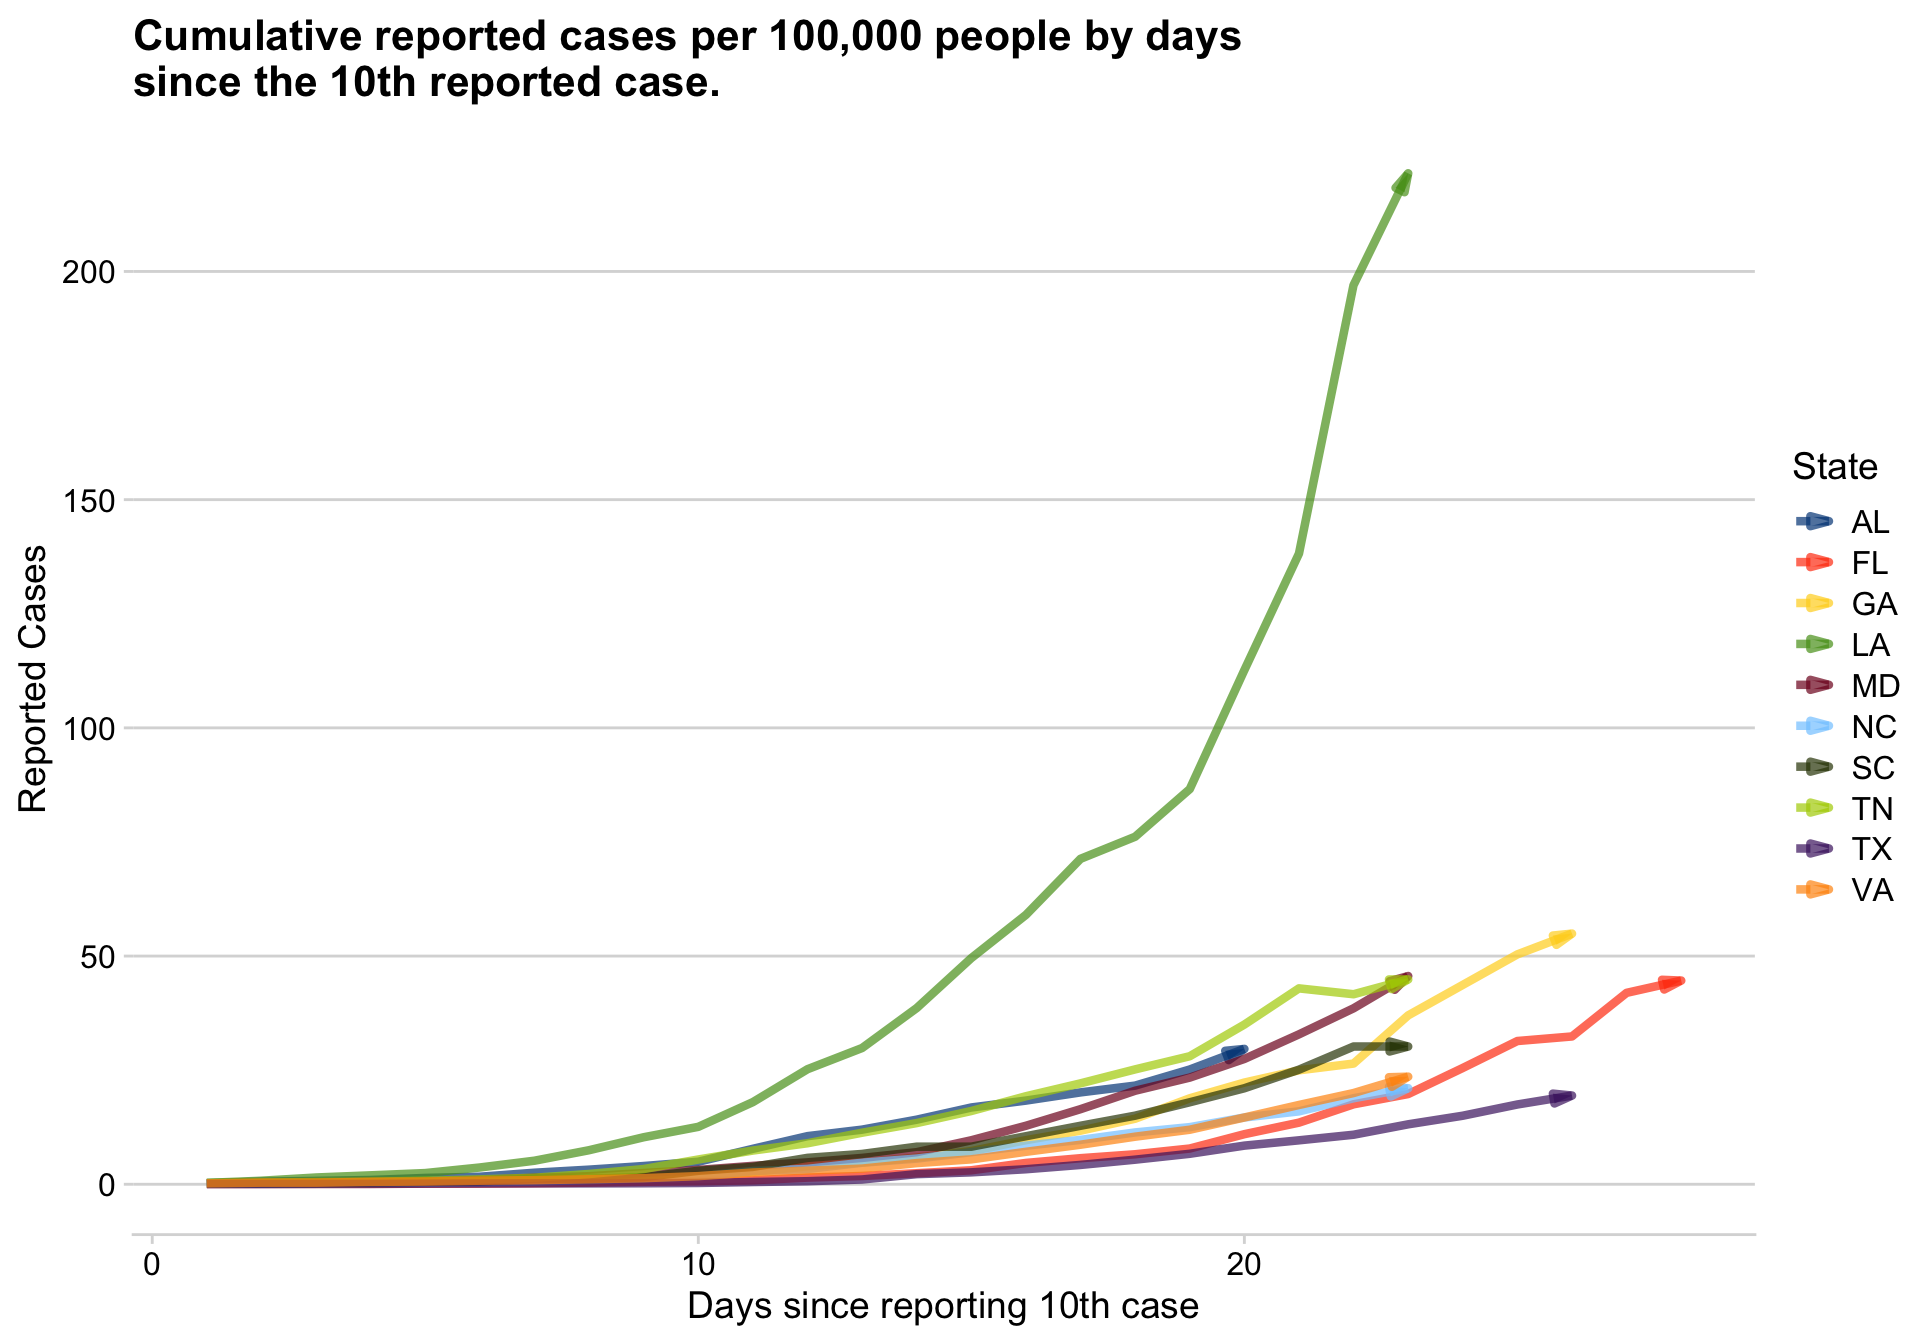 Cumulative reported cases per 100,000 people by days
since the 10th reported case.
Reported Cases
200
150
100
50
0
0
10
20
Days since reporting 10th case
State
AL
FL
GA
LA
MD
NC
SC
TN
TX
VA